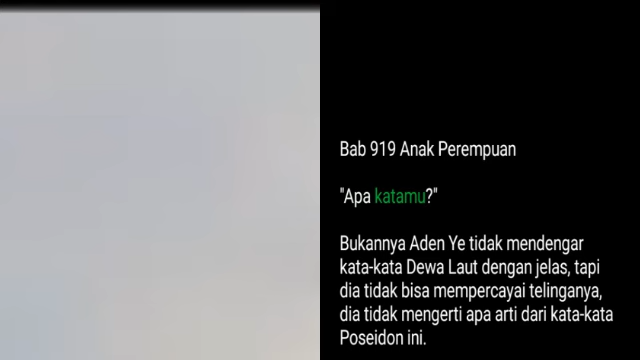 Bab 919 Anak Perempuan
"Apa katamu?"
Bukannya Aden Ye tidak mendengar
kata-kata Dewa Laut dengan jelas, tapi
dia tidak bisa mempercayai telinganya,
dia tidak mengerti apa arti dari kata-kata
Poseidon ini.